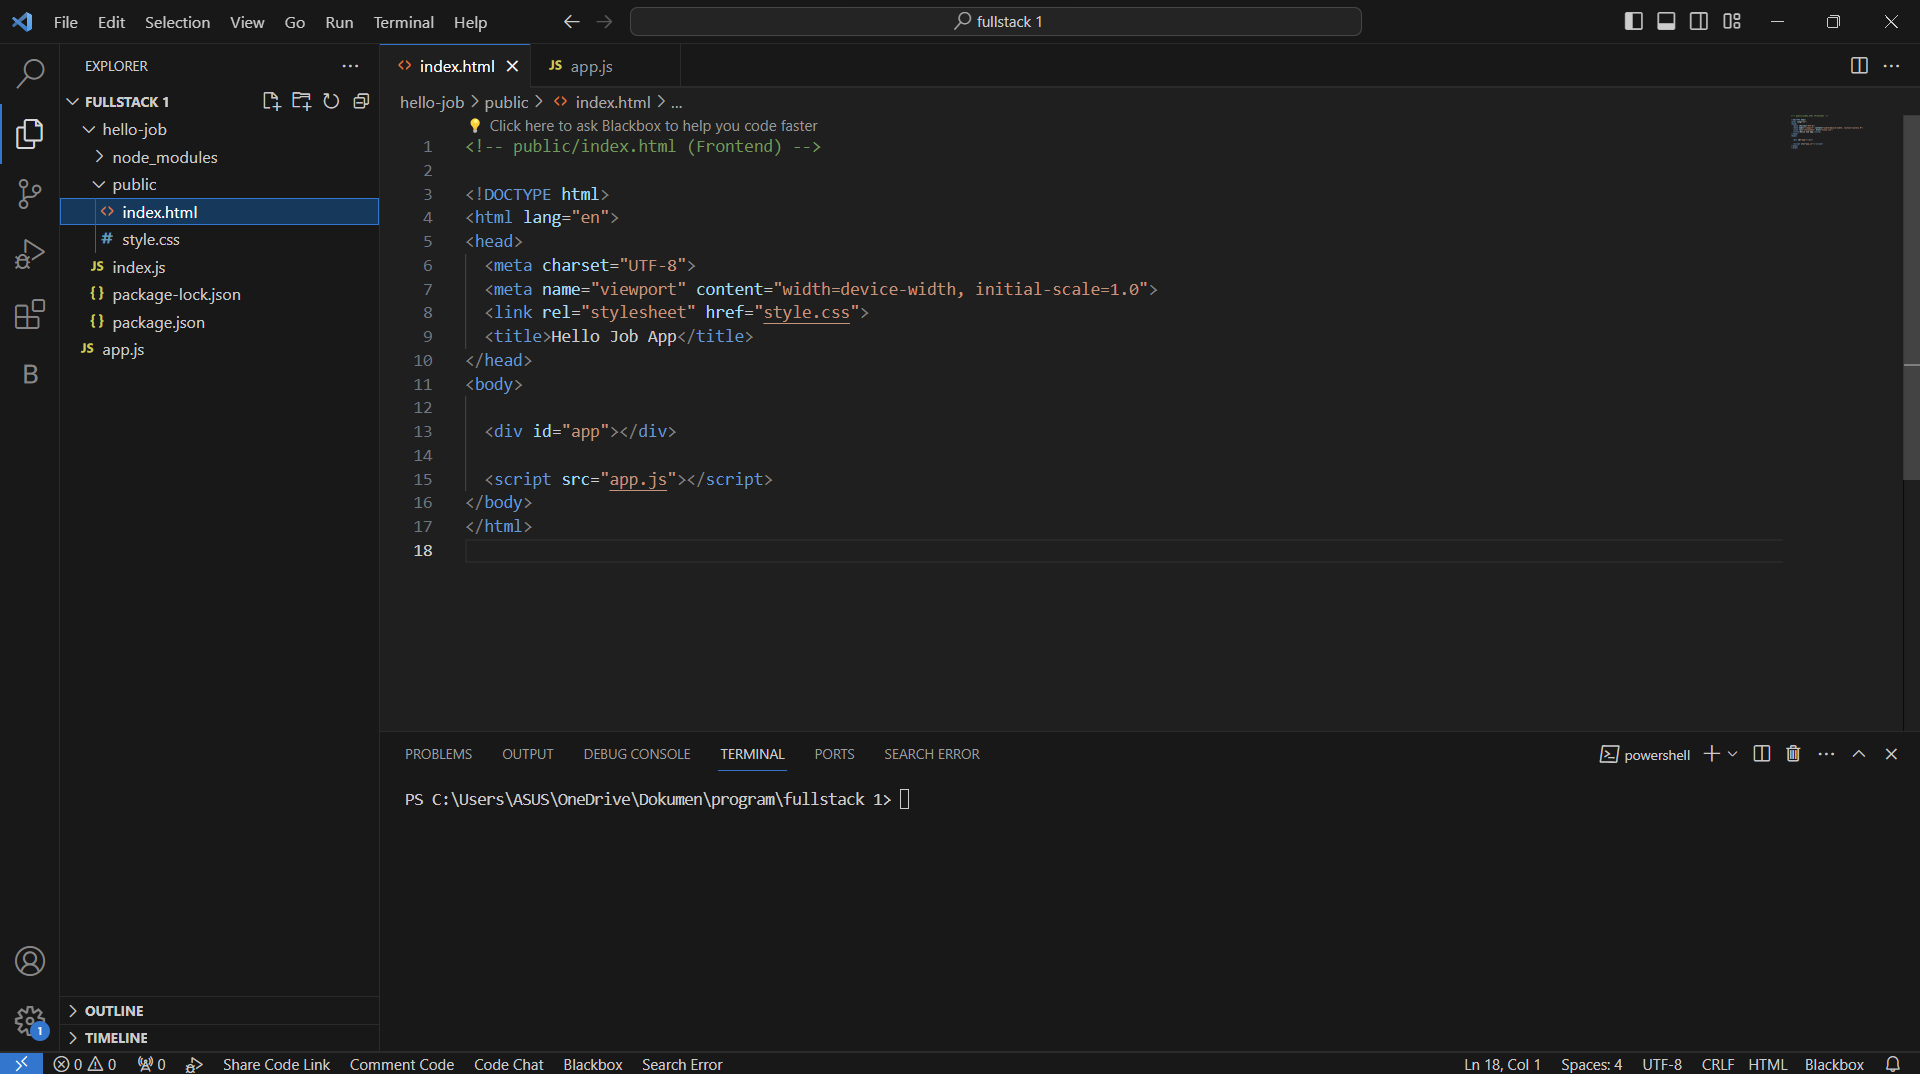 File Edit Selection View Go Run Terminal Help
fullstack 1
EXPLORER
FULLSTACK 1
hello-job
node_modules
public
index.html
style.css
index.js
package-lock.json
package.json
app.js
B
OUTLINE
TIMELINE
index.html app.js
hello-job > public > index.html > ...
Click here to ask Blackbox to help you code faster
1 <!-- public/index.html (Frontend) -->
2
3 <!DOCTYPE html>
4 <html lang="en">
5 <head>
6 <meta charset="UTF-8">
7 <meta name="viewport" content="width=device-width, initial-scale=1.0">
8 <link rel="stylesheet" href="style.css">
9 <title>Hello Job App</title>
10 </head>
11 <body>
12
13 <div id="app"></div>
14
15 <script src="app.js"></script>
16 </body>
17 </html>
18
PROBLEMS OUTPUT DEBUG CONSOLE TERMINAL PORTS SEARCH ERROR
powershell
PS C:\Users\ASUS\OneDrive\Dokumen\program\fullstack 1>
1
0 0 0 Share Code Link Comment Code Code Chat Blackbox Search Error
Ln 18, Col 1 Spaces: 4 UTF-8 CRLF HTML Blackbox